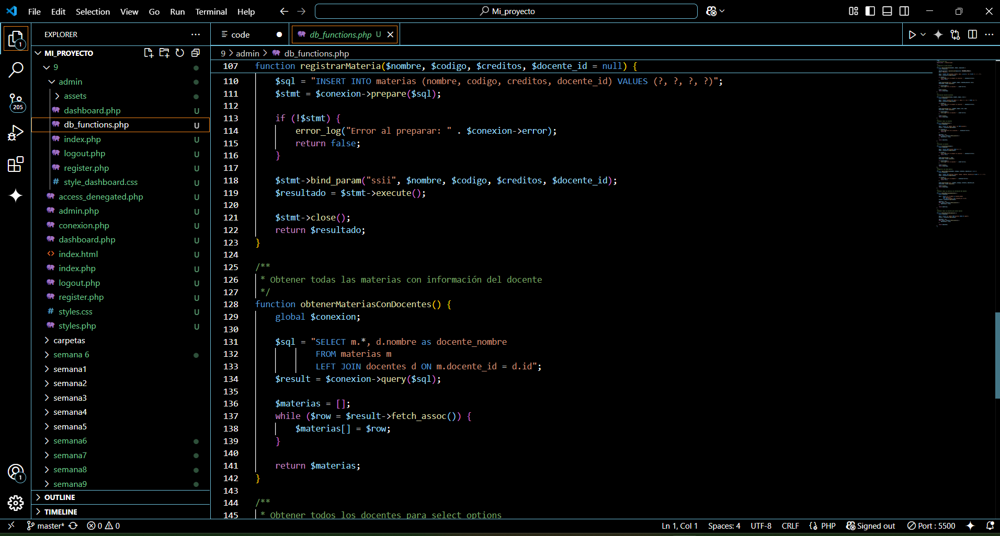 File Edit Selection View Go Run Terminal Help
Mi_proyecto
EXPLORER
MI_PROYECTO
9
admin
assets
dashboard.php U
db_functions.php U
index.php U
logout.php U
register.php U
# style_dashboard.css U
access_denegated.php U
admin.php U
conexion.php U
dashboard.php U
<> index.html U
index.php U
logout.php U
register.php U
# styles.css U
styles.php U
carpetas
semana 6
semana1
semana2
semana3
semana4
semana5
semana6
semana7
semana8
semana9
OUTLINE
TIMELINE
1
205
1
code
db_functions.php U
9 > admin > db_functions.php
107 function registrarMateria($nombre, $codigo, $creditos, $docente_id = null) {
110 $sql = "INSERT INTO materias (nombre, codigo, creditos, docente_id) VALUES (?, ?, ?, ?)";
111 $stmt = $conexion->prepare($sql);
112
113 if (!$stmt) {
114 error_log("Error al preparar: " . $conexion->error);
115 return false;
116 }
117
118 $stmt->bind_param("ssii", $nombre, $codigo, $creditos, $docente_id);
119 $resultado = $stmt->execute();
120
121 $stmt->close();
122 return $resultado;
123 }
124
125 /**
126 * Obtener todas las materias con información del docente
127 */
128 function obtenerMateriasConDocentes() {
129 global $conexion;
130
131 $sql = "SELECT m.*, d.nombre as docente_nombre
132 FROM materias m
133 LEFT JOIN docentes d ON m.docente_id = d.id";
134 $result = $conexion->query($sql);
135
136 $materias = [];
137 while ($row = $result->fetch_assoc()) {
138 $materias[] = $row;
139 }
140
141 return $materias;
142 }
143
144 /**
145 * Obtener todos los docentes para select options
master* 0 0
Ln 1, Col 1 Spaces: 4 UTF-8 CRLF {} PHP Signed out Port : 5500